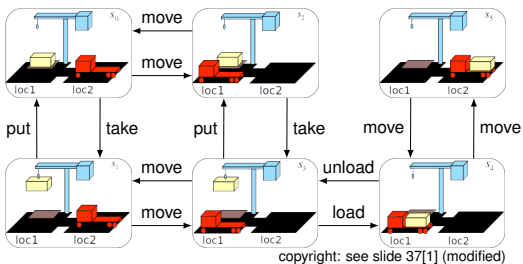 s0
move
s2
s5
move
loc1 loc2
loc1 loc2
loc1 loc2
put
take
put
take
move
move
s1
move
s3
unload
s4
move
load
loc1 loc2
loc1 loc2
loc1 loc2
copyright: see slide 37[1] (modified)